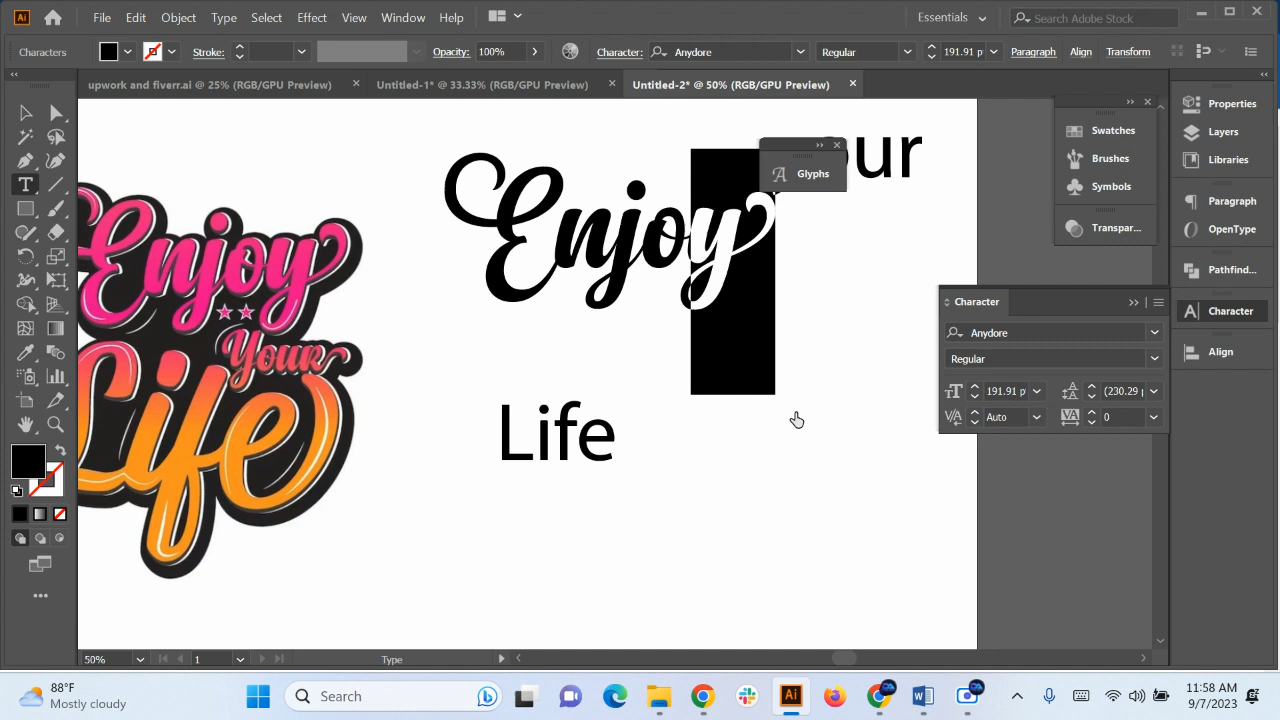 Ai File Edit Object Type Select Effect View Window Help Essentials Search Adobe Stock
Characters Stroke: Opacity: 100% Character: Anydore Regular 191.91 p Paragraph Align Transform
upwork and fiverr.ai @ 25% (RGB/GPU Preview) Untitled-1* @ 33.33% (RGB/GPU Preview) Untitled-2* @ 50% (RGB/GPU Preview)
Enjoy
Your
Life
Enjoy
our
Life
Glyphs
Swatches
Brushes
Symbols
Transpar...
Character
Anydore
Regular
191.91 p (230.29 |
Auto 0
Properties
Layers
Libraries
Paragraph
OpenType
Pathfind...
Character
Align
50% 1 Type
88°F
Mostly cloudy
Search
Ai
11:58 AM
9/7/2023